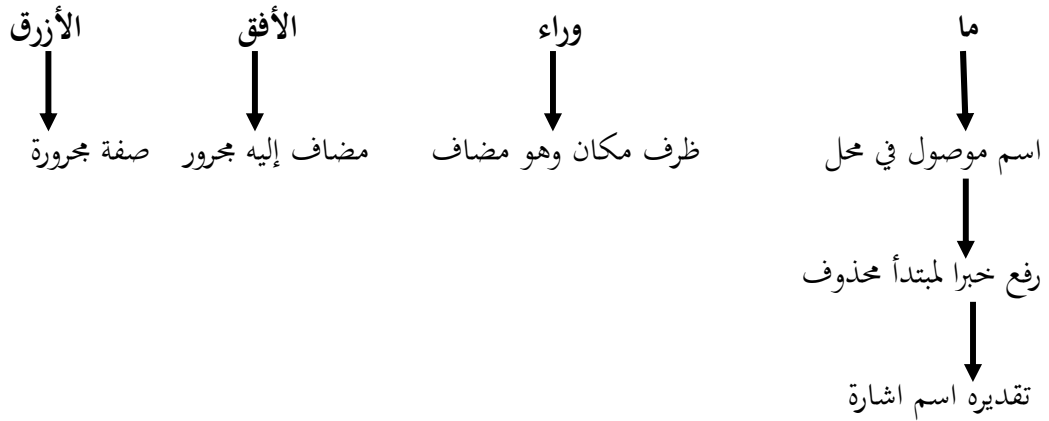 ما وراء الأفق الأزرق
اسم موصول في محل ظرف مكان وهو مضاف مضاف إليه مجرور صفة مجرورة
رفع خبرا لمبتدأ محذوف
تقديره اسم اشارة